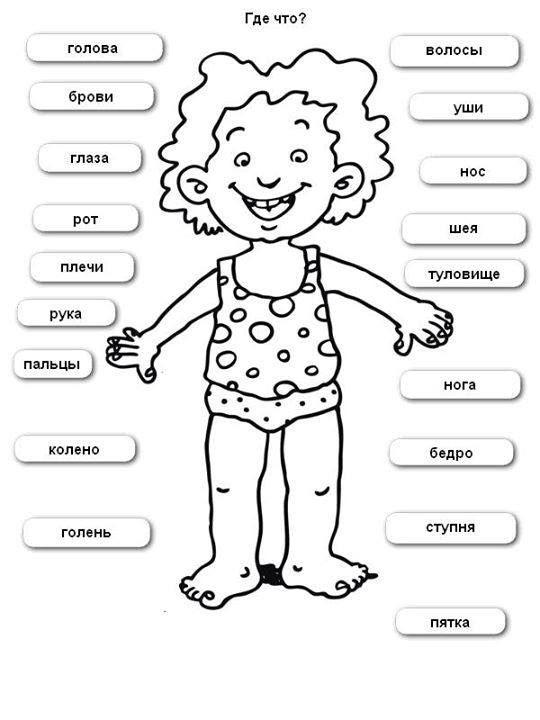 Где что?
голова
волосы
брови
уши
глаза
нос
рот
шея
плечи
туловище
рука
пальцы
нога
колено
бедро
голень
ступня
пятка